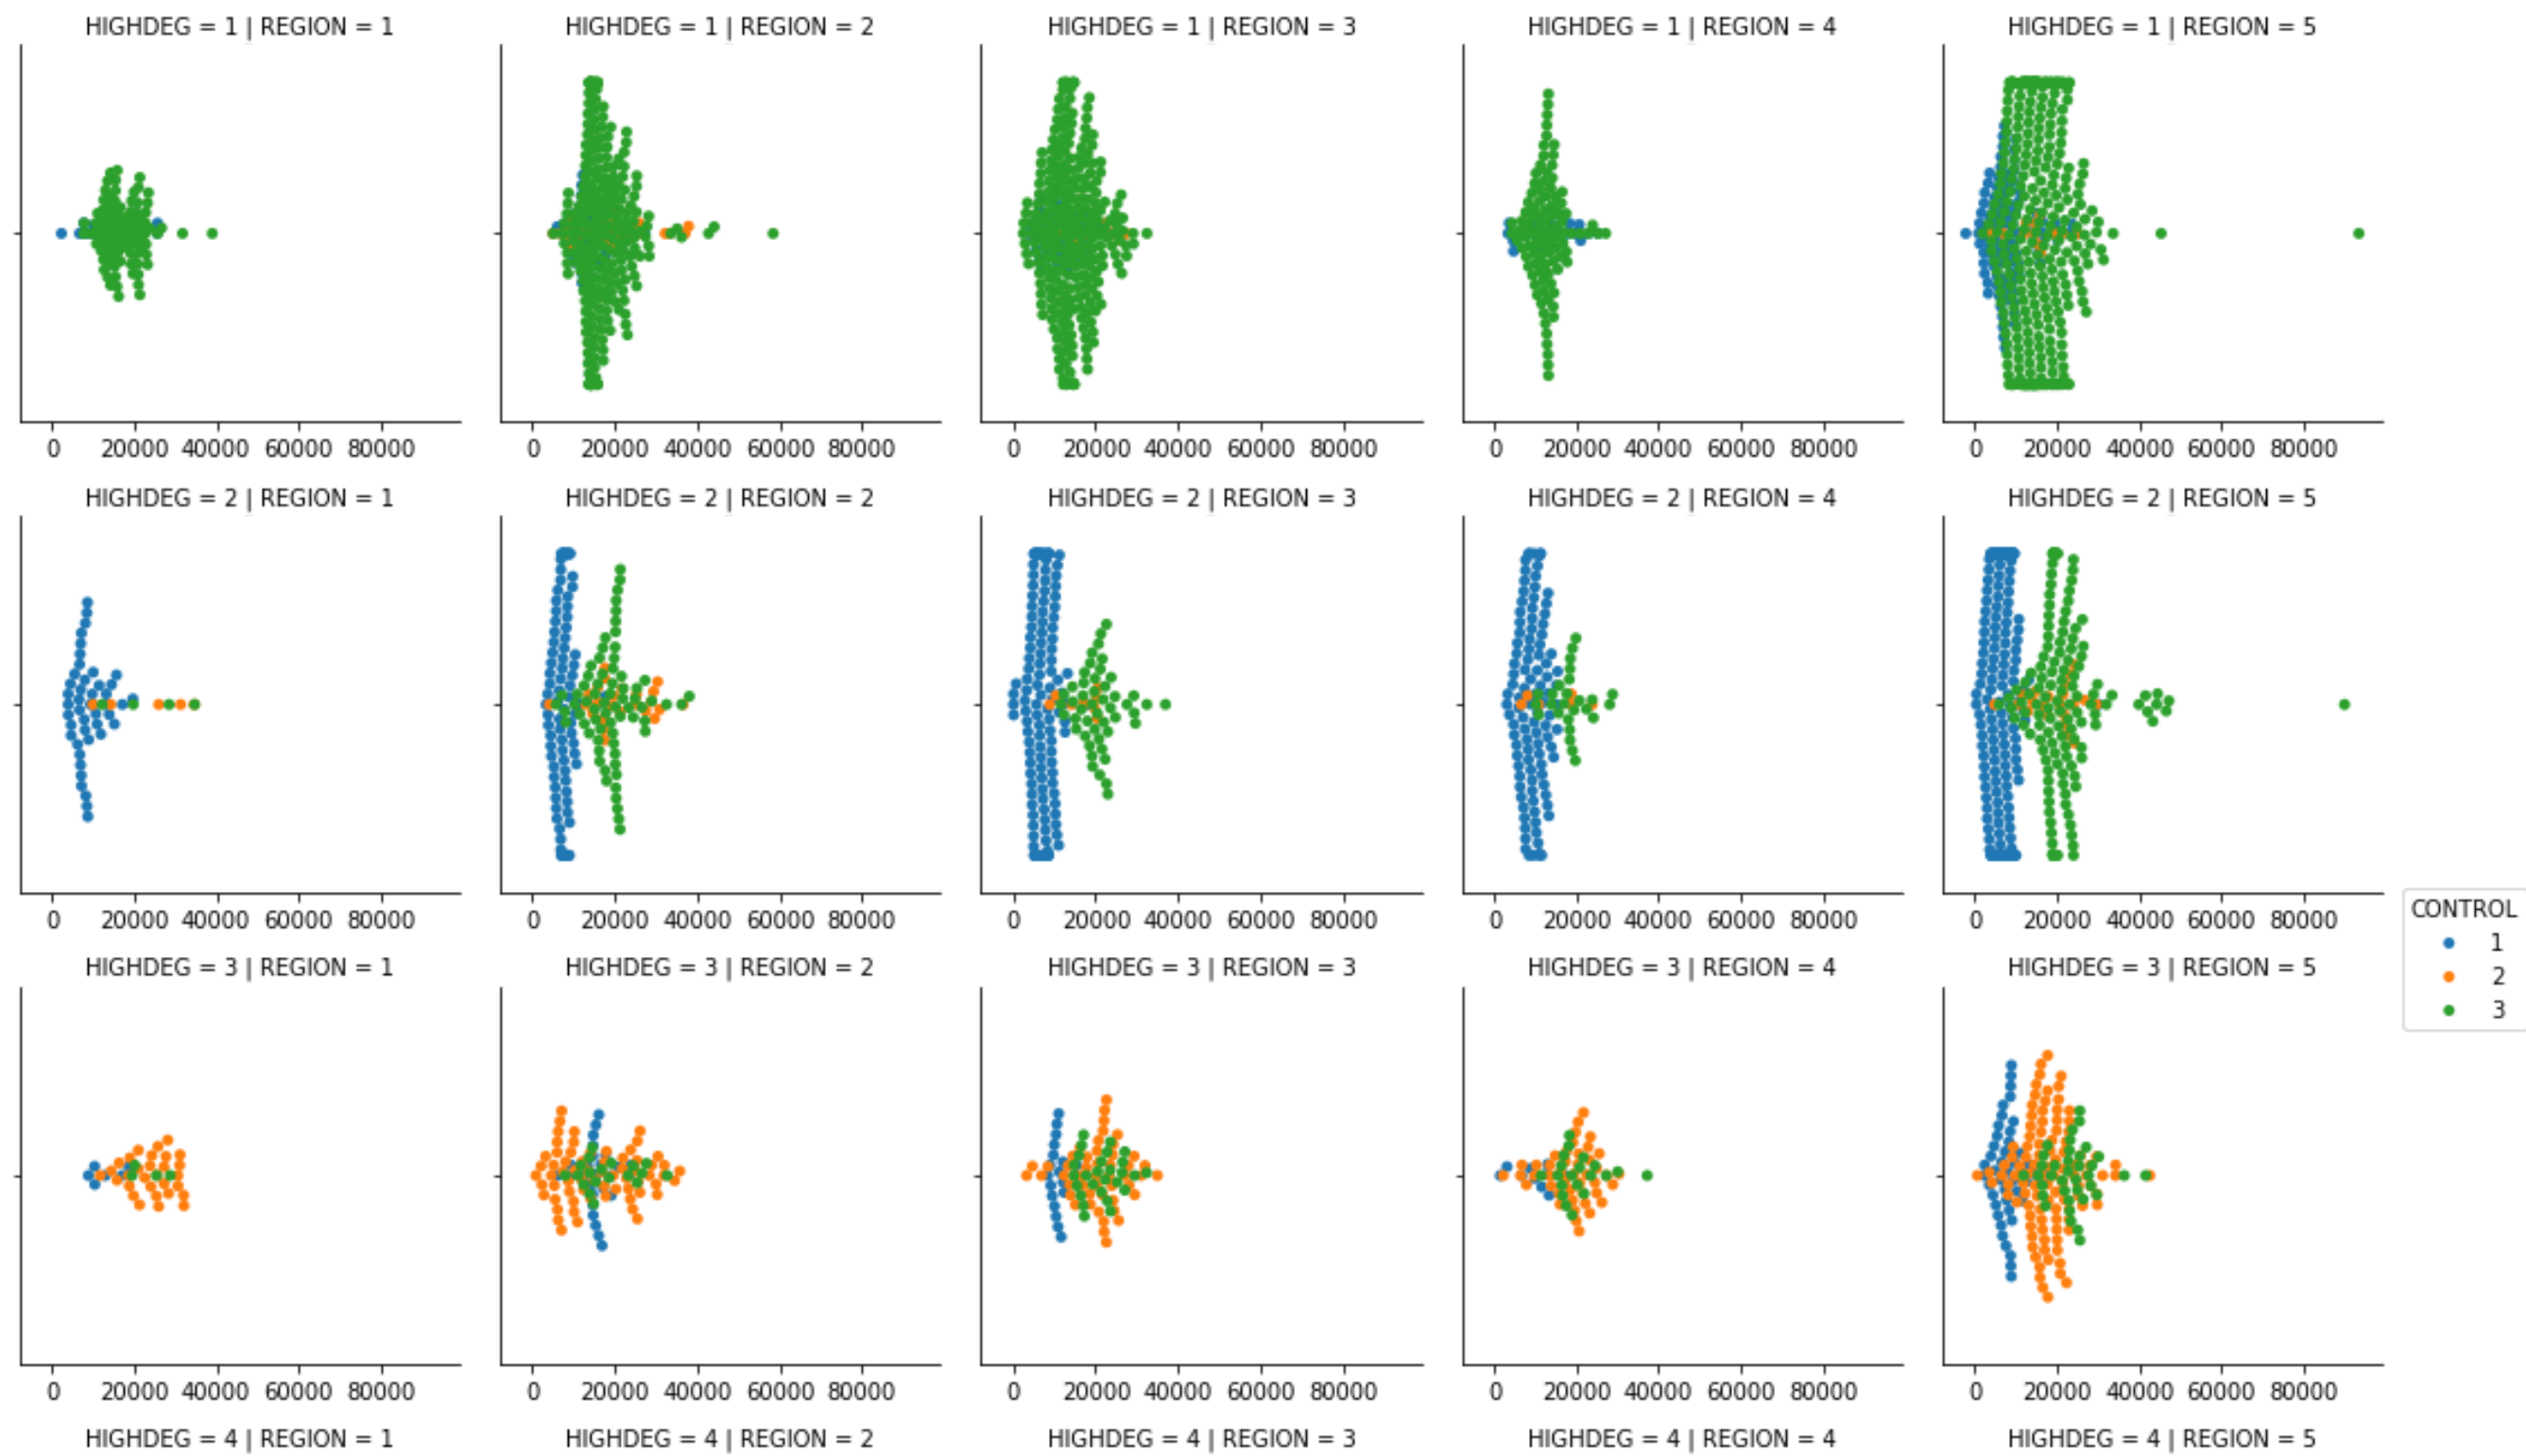 HIGHDEG = 1 | REGION = 1 HIGHDEG = 1 | REGION = 2 HIGHDEG = 1 | REGION = 3 HIGHDEG = 1 | REGION = 4 HIGHDEG = 1 | REGION = 5
0 20000 40000 60000 80000 0 20000 40000 60000 80000 0 20000 40000 60000 80000 0 20000 40000 60000 80000 0 20000 40000 60000 80000
HIGHDEG = 2 | REGION = 1 HIGHDEG = 2 | REGION = 2 HIGHDEG = 2 | REGION = 3 HIGHDEG = 2 | REGION = 4 HIGHDEG = 2 | REGION = 5
0 20000 40000 60000 80000 0 20000 40000 60000 80000 0 20000 40000 60000 80000 0 20000 40000 60000 80000 0 20000 40000 60000 80000
CONTROL
1
2
3
HIGHDEG = 3 | REGION = 1 HIGHDEG = 3 | REGION = 2 HIGHDEG = 3 | REGION = 3 HIGHDEG = 3 | REGION = 4 HIGHDEG = 3 | REGION = 5
0 20000 40000 60000 80000 0 20000 40000 60000 80000 0 20000 40000 60000 80000 0 20000 40000 60000 80000 0 20000 40000 60000 80000
HIGHDEG = 4 | REGION = 1 HIGHDEG = 4 | REGION = 2 HIGHDEG = 4 | REGION = 3 HIGHDEG = 4 | REGION = 4 HIGHDEG = 4 | REGION = 5